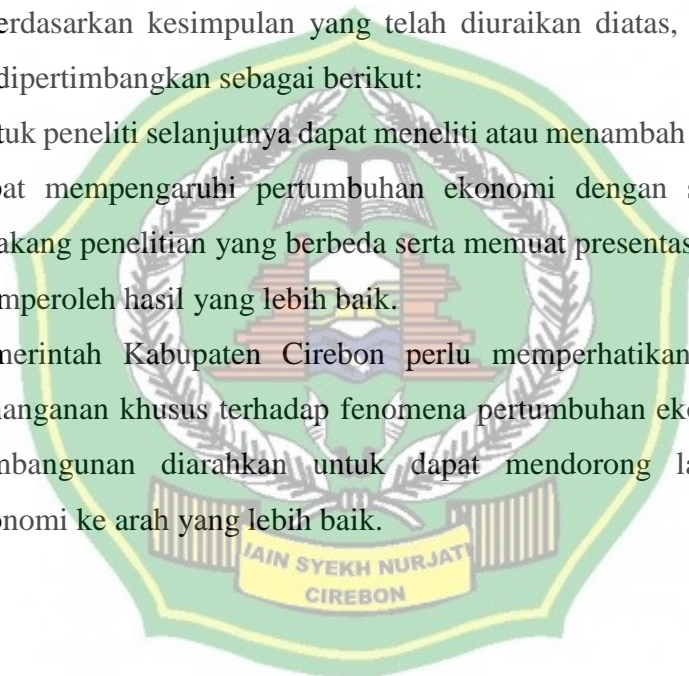 erdasarkan kesimpulan yang telah diuraikan diatas,
dipertimbangkan sebagai berikut:
tuk peneliti selanjutnya dapat meneliti atau menambah
pat mempengaruhi pertumbuhan ekonomi dengan s
akang penelitian yang berbeda serta memuat presentas
mperoleh hasil yang lebih baik.
merintah Kabupaten Cirebon perlu memperhatikan
nanganan khusus terhadap fenomena pertumbuhan eko
mbangunan diarahkan untuk dapat mendorong la
onomi ke arah yang lebih baik.
IAIN SYEKH NURJATI
CIREBON